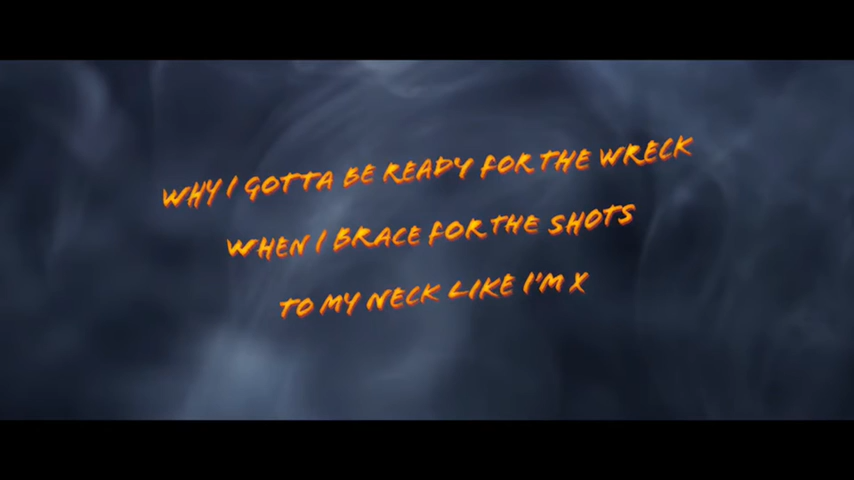 WHY I GOTTA BE READY FOR THE WRECK
WHEN I BRACE FOR THE SHOTS
TO MY NECK LIKE I'M X